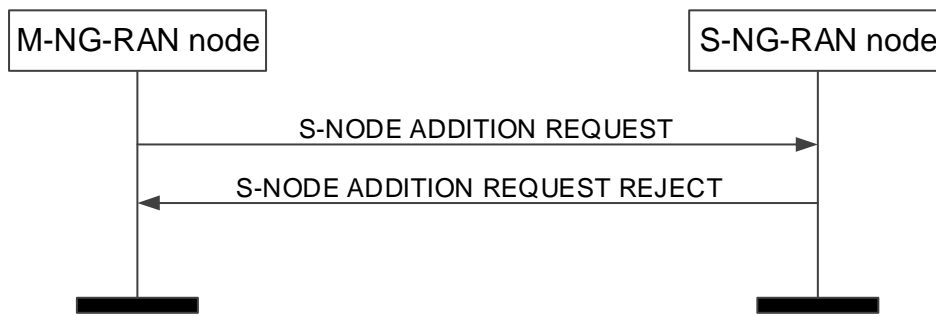 M-NG-RAN node
S-NG-RAN node
S-NODE ADDITION REQUEST
S-NODE ADDITION REQUEST REJECT